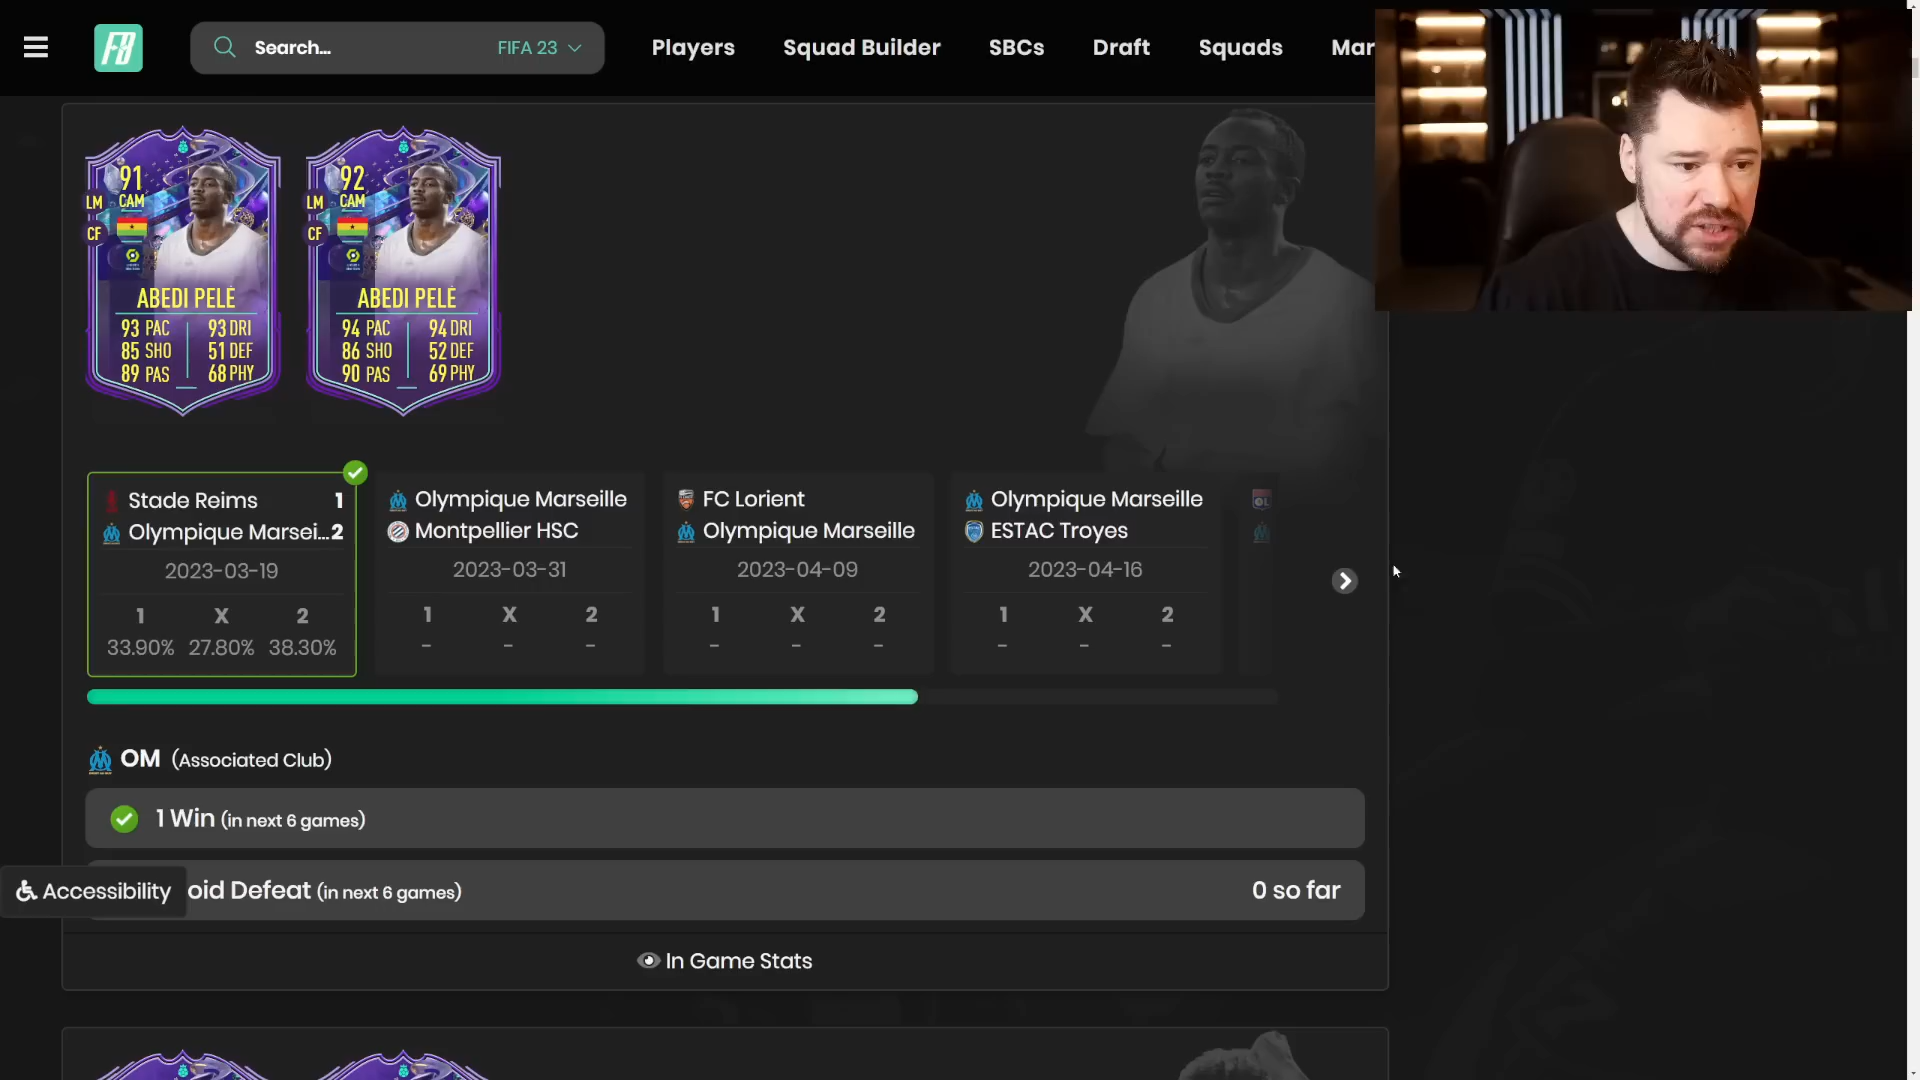 Search...
FIFA 23
Players
Squad Builder
SBCs
Draft
Squads
Mar
91
CAM
LM
CF
ABEDI PELÉ
93 PAC 93 DRI
85 SHO 51 DEF
89 PAS 68 PHY
92
CAM
LM
CF
ABEDI PELÉ
94 PAC 94 DRI
86 SHO 52 DEF
90 PAS 69 PHY
Stade Reims 1
Olympique Marsei...2
2023-03-19
1 X 2
33.90% 27.80% 38.30%
Olympique Marseille
Montpellier HSC
2023-03-31
1 X 2
- - -
FC Lorient
Olympique Marseille
2023-04-09
1 X 2
- - -
Olympique Marseille
ESTAC Troyes
2023-04-16
1 X 2
- - -
OM (Associated Club)
1 Win (in next 6 games)
Accessibility
oid Defeat (in next 6 games) 0 so far
In Game Stats